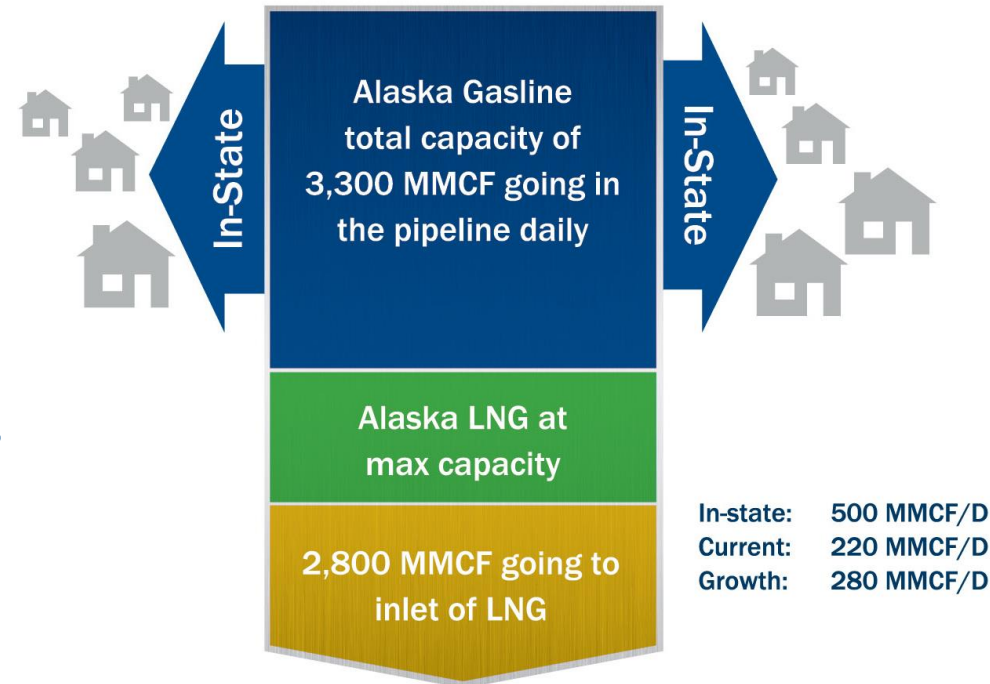 Alaska Gasline
total capacity of
3,300 MMCF going in
the pipeline daily
In-State
In-State
Alaska LNG at
max capacity
2,800 MMCF going to
inlet of LNG
In-state: 500 MMCF/D
Current: 220 MMCF/D
Growth: 280 MMCF/D